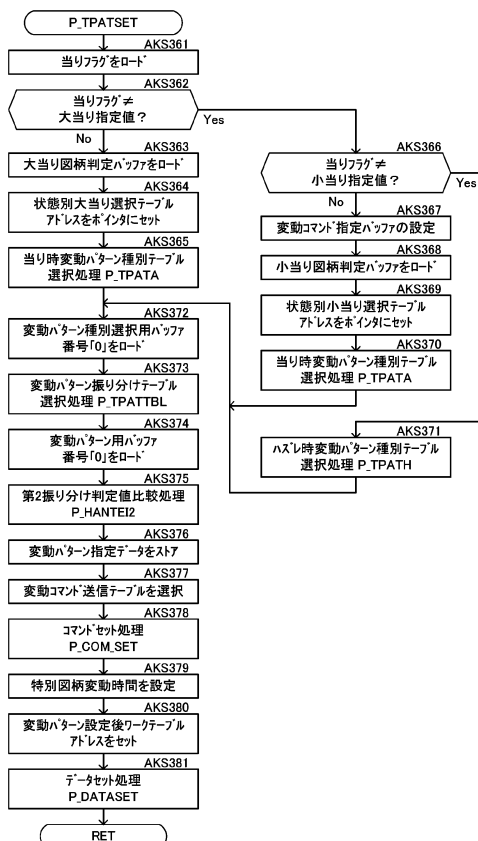 P_TPATSET
AKS361
当りフラグをロード
AKS362
当りフラグ≠
大当り指定値?
Yes
No
AKS363
大当り図柄判定バッファをロード
AKS364
状態別大当り選択テーブル
アドレスをポインタにセット
AKS365
当り時変動パターン種別テーブル
選択処理 P_TPATA
AKS366
当りフラグ≠
小当り指定値?
Yes
No
AKS367
変動コマンド指定バッファの設定
AKS368
小当り図柄判定バッファをロード
AKS369
状態別小当り選択テーブル
アドレスをポインタにセット
AKS370
当り時変動パターン種別テーブル
選択処理 P_TPATA
AKS371
ハズレ時変動パターン種別テーブル
選択処理 P_TPATH
AKS372
変動パターン種別選択用バッファ
番号「0」をロード
AKS373
変動パターン振り分けテーブル
選択処理 P_TPATTBL
AKS374
変動パターン用バッファ
番号「0」をロード
AKS375
第2振り分け判定値比較処理
P_HANTEI2
AKS376
変動パターン指定データをストア
AKS377
変動コマンド送信テーブルを選択
AKS378
コマンドセット処理
P_COM_SET
AKS379
特別図柄変動時間を設定
AKS380
変動パターン設定後ワークテーブル
アドレスをセット
AKS381
データセット処理
P_DATASET
RET